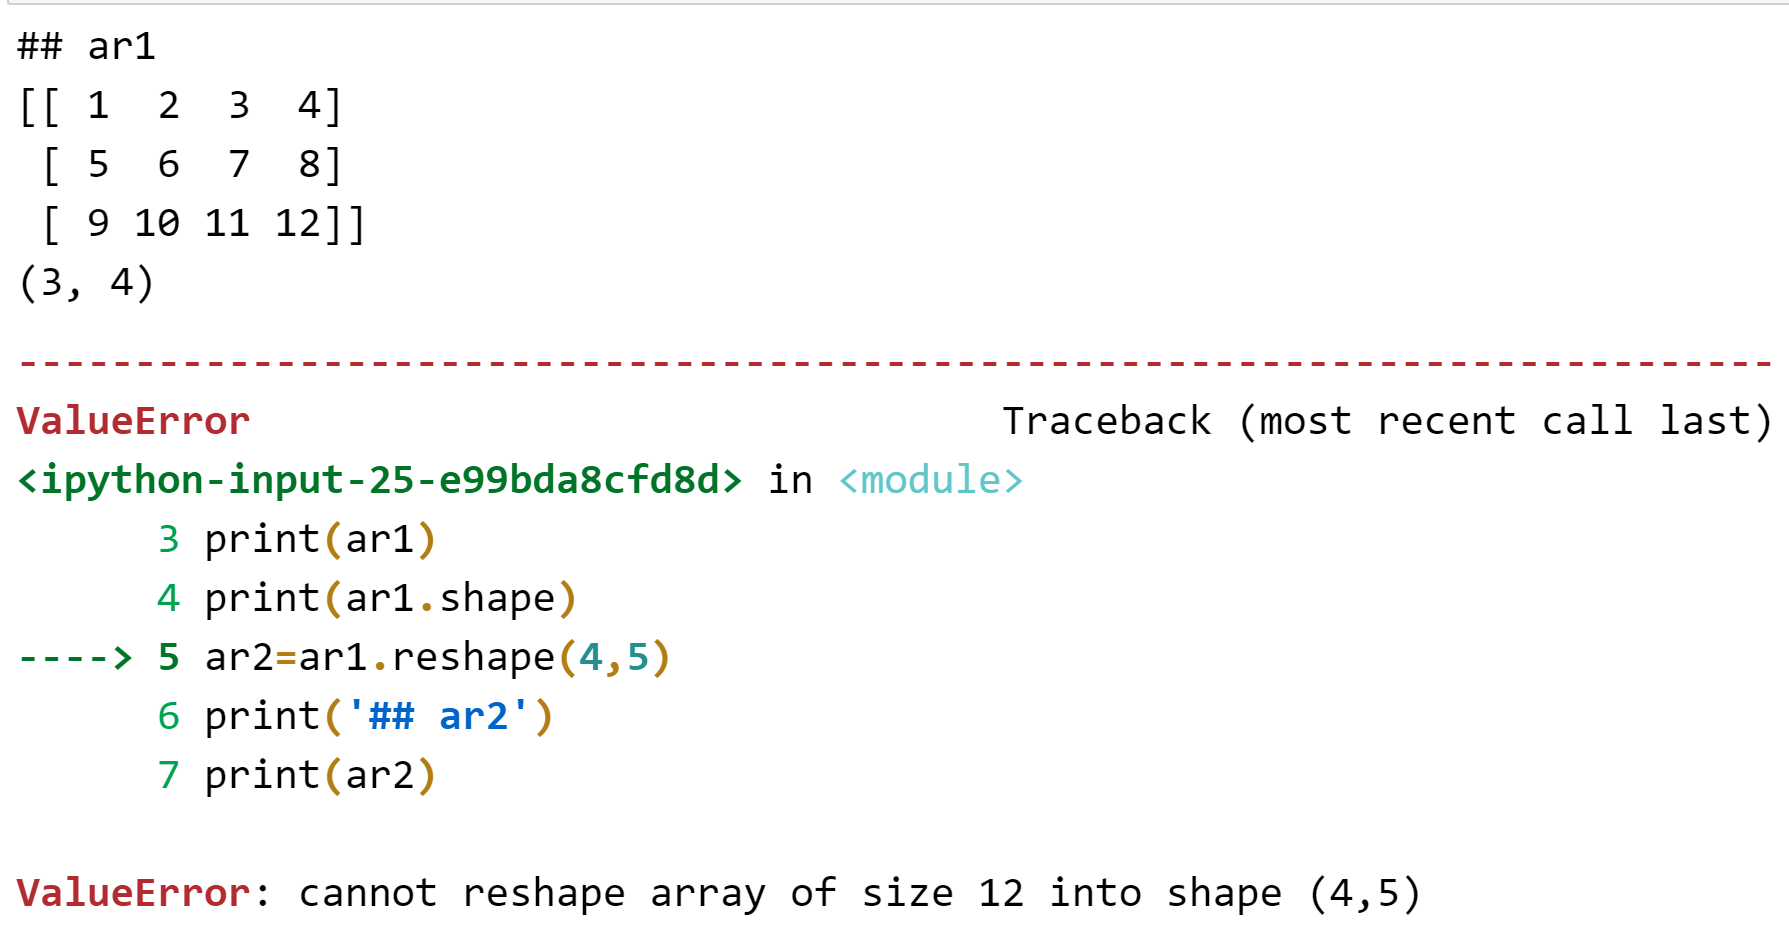 ## ar1
[[ 1  2  3  4]
 [ 5  6  7  8]
 [ 9 10 11 12]]
(3, 4)
---------------------------------------------------------------------------
ValueError                                Traceback (most recent call last)
<ipython-input-25-e99bda8cfd8d> in <module>
      3 print(ar1)
      4 print(ar1.shape)
----> 5 ar2=ar1.reshape(4,5)
      6 print('## ar2')
      7 print(ar2)
ValueError: cannot reshape array of size 12 into shape (4,5)